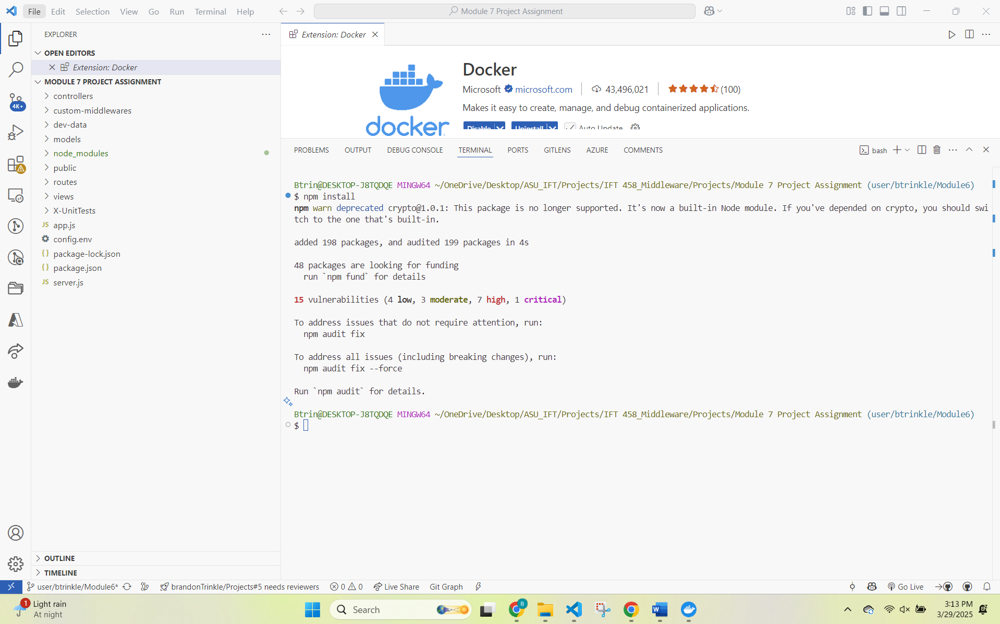 File Edit Selection View Go Run Terminal Help
Module 7 Project Assignment
EXPLORER
OPEN EDITORS
Extension: Docker
MODULE 7 PROJECT ASSIGNMENT
controllers
custom-middlewares
dev-data
models
node_modules
public
routes
views
X-UnitTests
JS app.js
config.env
{} package-lock.json
{} package.json
JS server.js
OUTLINE
TIMELINE
4K+
Extension: Docker
docker
Docker
Microsoft microsoft.com 43,496,021 (100)
Makes it easy to create, manage, and debug containerized applications.
Disable Uninstall Auto Update
PROBLEMS OUTPUT DEBUG CONSOLE TERMINAL PORTS GITLENS AZURE COMMENTS
bash
Btrin@DESKTOP-J8TQDQE MINGW64 ~/OneDrive/Desktop/ASU_IFT/Projects/IFT 458_Middleware/Projects/Module 7 Project Assignment (user/btrinkle/Module6)
$ npm install
npm warn deprecated crypto@1.0.1: This package is no longer supported. It's now a built-in Node module. If you've depended on crypto, you should swi
tch to the one that's built-in.
added 198 packages, and audited 199 packages in 4s
48 packages are looking for funding
run `npm fund` for details
15 vulnerabilities (4 low, 3 moderate, 7 high, 1 critical)
To address issues that do not require attention, run:
npm audit fix
To address all issues (including breaking changes), run:
npm audit fix --force
Run `npm audit` for details.
Btrin@DESKTOP-J8TQDQE MINGW64 ~/OneDrive/Desktop/ASU_IFT/Projects/IFT 458_Middleware/Projects/Module 7 Project Assignment (user/btrinkle/Module6)
$
user/btrinkle/Module6* brandonTrinkle/Projects#5 needs reviewers 0 0 Live Share Git Graph Go Live
1
Light rain
At night
Search
B
3:13 PM
3/29/2025